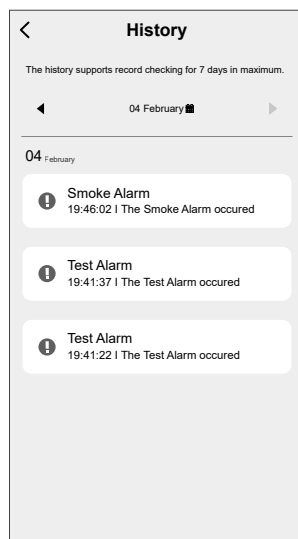 History
The history supports record checking for 7 days in maximum.
04 February
04 February
Smoke Alarm
19:46:02 I The Smoke Alarm occured
Test Alarm
19:41:37 I The Test Alarm occured
Test Alarm
19:41:22 I The Test Alarm occured